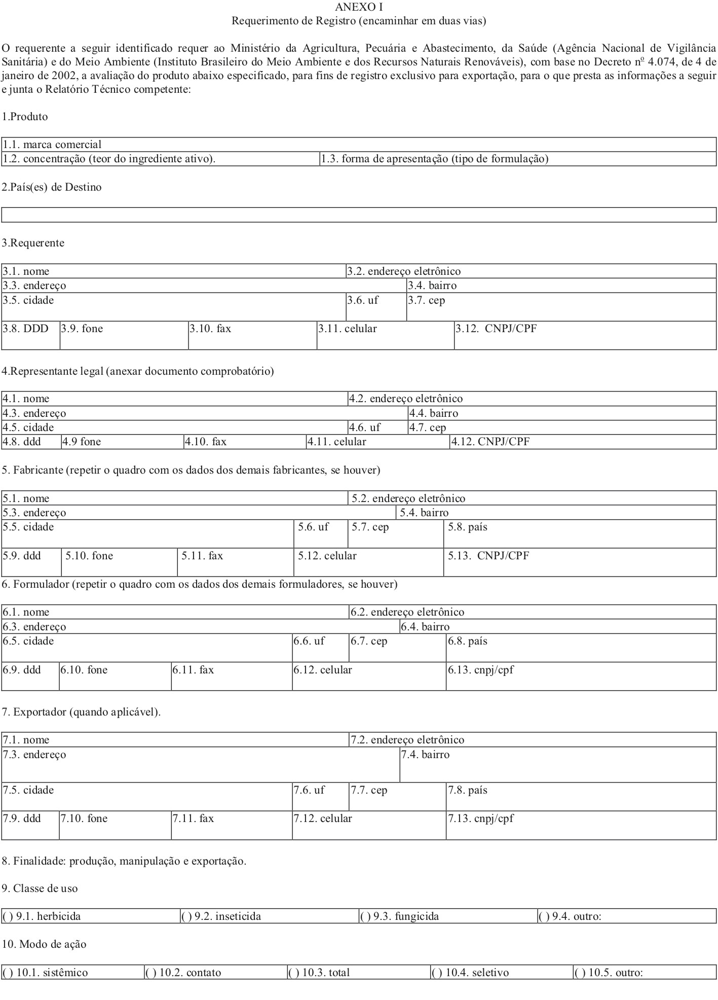 ANEXO I
Requerimento de Registro (encaminhar em duas vias)
O requerente a seguir identificado requer ao Ministério da Agricultura, Pecuária e Abastecimento, da Saúde (Agência Nacional de Vigilância
Sanitária) e do Meio Ambiente (Instituto Brasileiro do Meio Ambiente e dos Recursos Naturais Renováveis), com base no Decreto nº 4.074, de 4 de
janeiro de 2002, a avaliação do produto abaixo especificado, para fins de registro exclusivo para exportação, para o que presta as informações a seguir
e junta o Relatório Técnico competente:
1.Produto
1.1. marca comercial
1.2. concentração (teor do ingrediente ativo). 1.3. forma de apresentação (tipo de formulação)
2.País(es) de Destino
3.Requerente
3.1. nome 3.2. endereço eletrônico
3.3. endereço 3.4. bairro
3.5. cidade 3.6. uf 3.7. cep
3.8. DDD 3.9. fone 3.10. fax 3.11. celular 3.12. CNPJ/CPF
4.Representante legal (anexar documento comprobatório)
4.1. nome 4.2. endereço eletrônico
4.3. endereço 4.4. bairro
4.5. cidade 4.6. uf 4.7. cep
4.8. ddd 4.9 fone 4.10. fax 4.11. celular 4.12. CNPJ/CPF
5. Fabricante (repetir o quadro com os dados dos demais fabricantes, se houver)
5.1. nome 5.2. endereço eletrônico
5.3. endereço 5.4. bairro
5.5. cidade 5.6. uf 5.7. cep 5.8. país
5.9. ddd 5.10. fone 5.11. fax 5.12. celular 5.13. CNPJ/CPF
6. Formulador (repetir o quadro com os dados dos demais formuladores, se houver)
6.1. nome 6.2. endereço eletrônico
6.3. endereço 6.4. bairro
6.5. cidade 6.6. uf 6.7. cep 6.8. país
6.9. ddd 6.10. fone 6.11. fax 6.12. celular 6.13. cnpj/cpf
7. Exportador (quando aplicável).
7.1. nome 7.2. endereço eletrônico
7.3. endereço 7.4. bairro
7.5. cidade 7.6. uf 7.7. cep 7.8. país
7.9. ddd 7.10. fone 7.11. fax 7.12. celular 7.13. cnpj/cpf
8. Finalidade: produção, manipulação e exportação.
9. Classe de uso
( ) 9.1. herbicida ( ) 9.2. inseticida ( ) 9.3. fungicida ( ) 9.4. outro:
10. Modo de ação
( ) 10.1. sistêmico ( ) 10.2. contato ( ) 10.3. total ( ) 10.4. seletivo ( ) 10.5. outro: